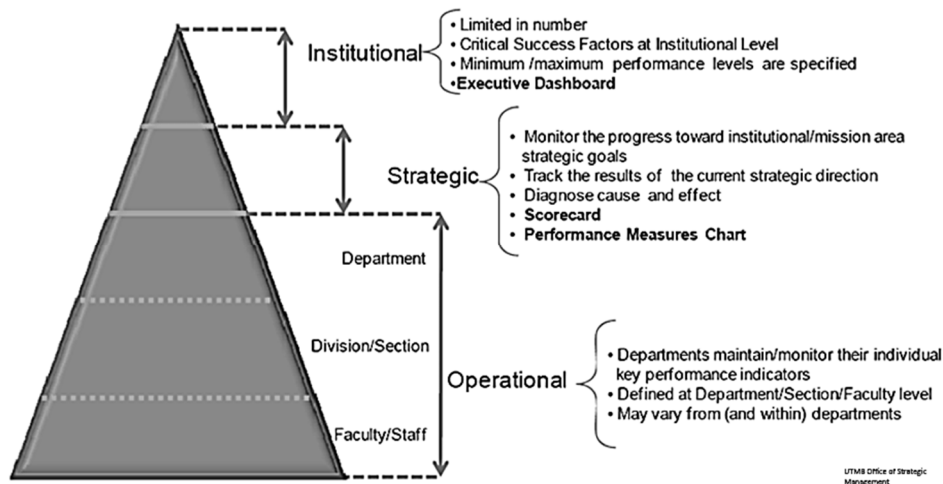 Institutional
• Limited in number
• Critical Success Factors at Institutional Level
• Minimum /maximum performance levels are specified
•Executive Dashboard
Strategic
• Monitor the progress toward institutional/mission area
strategic goals
• Track the results of the current strategic direction
• Diagnose cause and effect
• Scorecard
• Performance Measures Chart
Department
Division/Section
Faculty/Staff
Operational
• Departments maintain/monitor their individual
key performance indicators
• Defined at Department/Section/Faculty level
• May vary from (and within) departments
UTMB Office of Strategic
Management